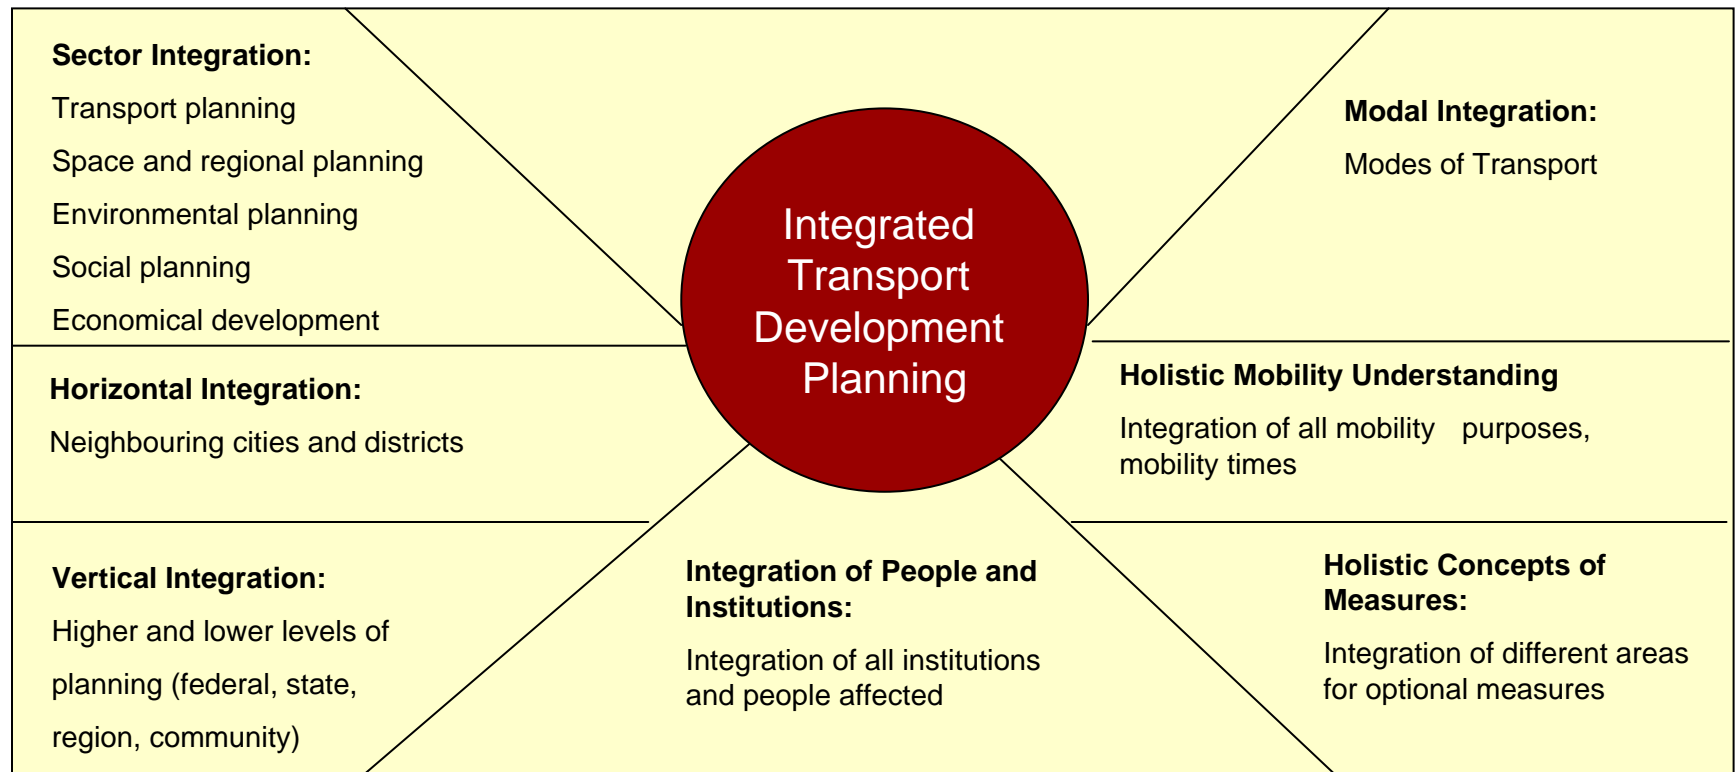 Sector Integration:
Transport planning
Space and regional planning
Environmental planning
Social planning
Economical development
Horizontal Integration:
Neighbouring cities and districts
Vertical Integration:
Higher and lower levels of
planning (federal, state,
region, community)
Integrated
Transport
Development
Planning
Integration of People and
Institutions:
Integration of all institutions
and people affected
Modal Integration:
Modes of Transport
Holistic Mobility Understanding
Integration of all mobility purposes,
mobility times
Holistic Concepts of
Measures:
Integration of different areas
for optional measures